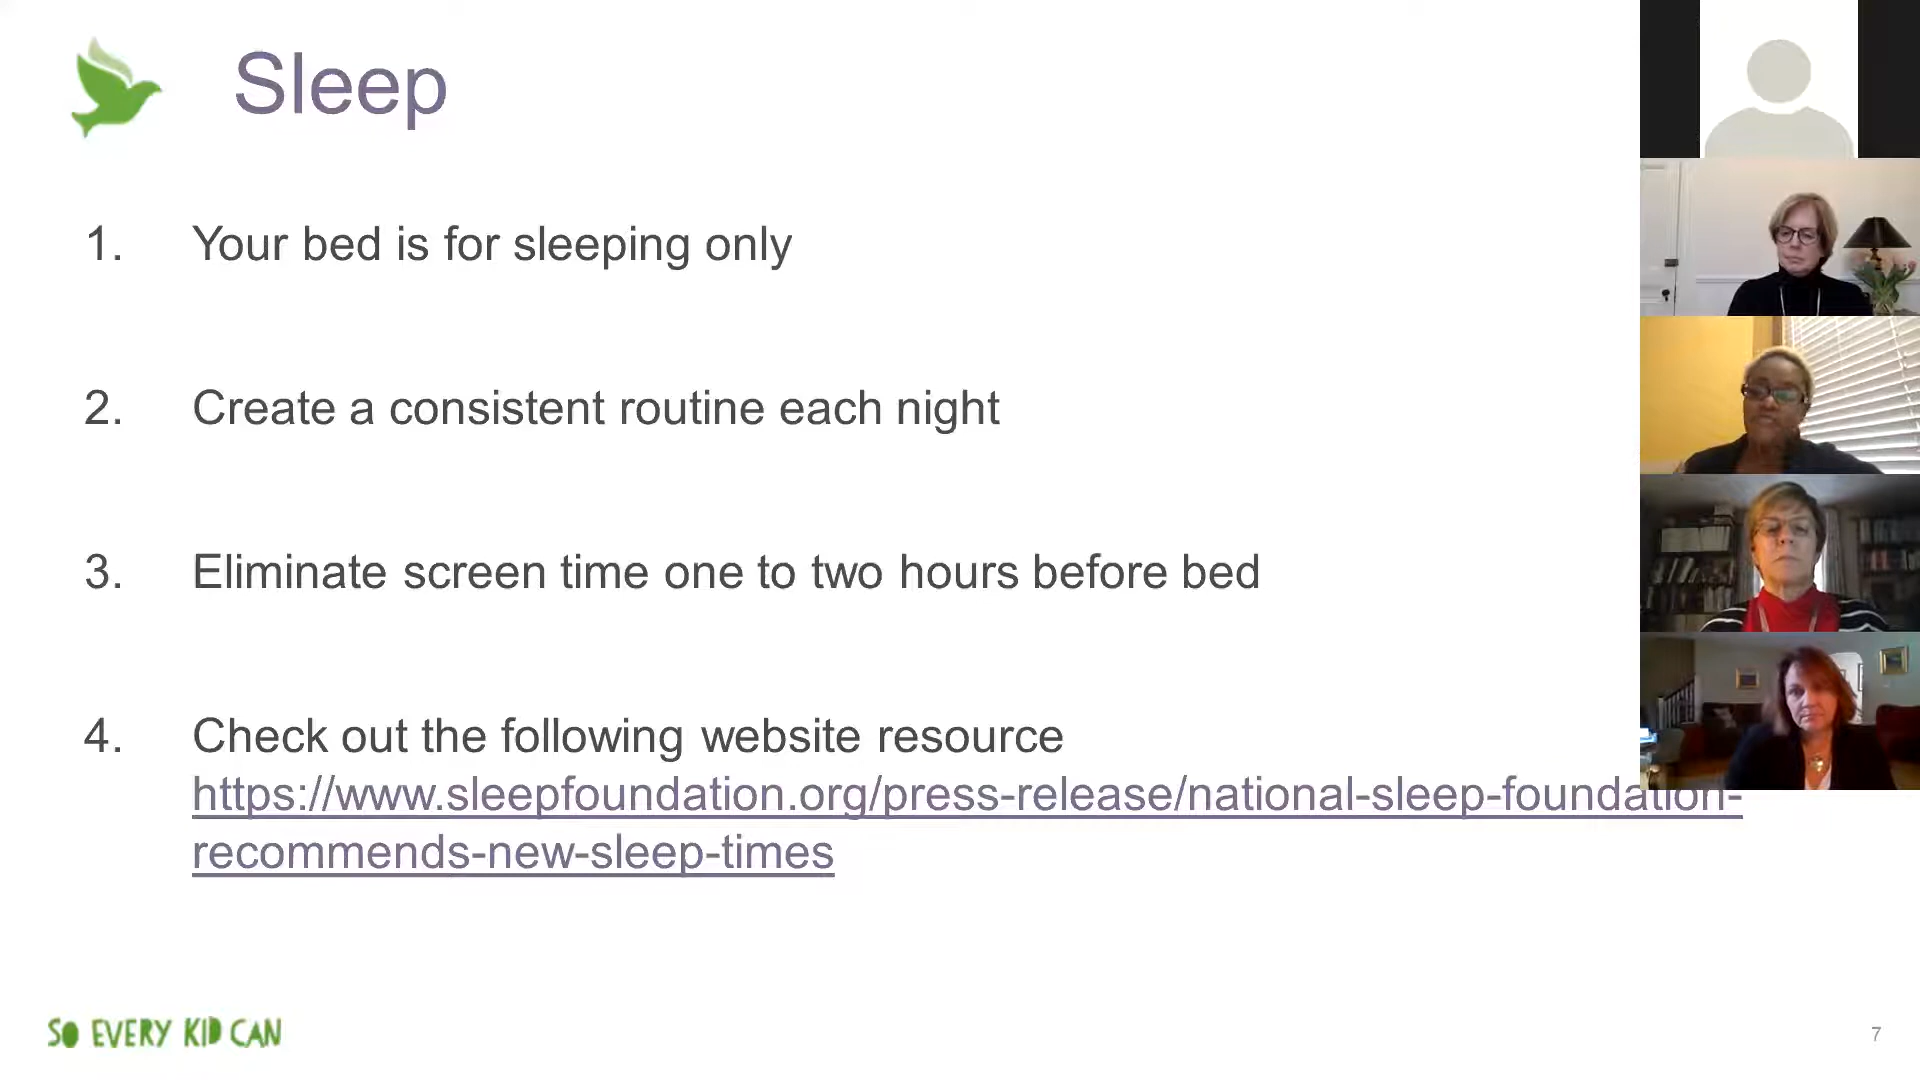 Sleep
1. Your bed is for sleeping only
2. Create a consistent routine each night
3. Eliminate screen time one to two hours before bed
4. Check out the following website resource
https://www.sleepfoundation.org/press-release/national-sleep-foundation-
recommends-new-sleep-times
SO EVERY KID CAN
7